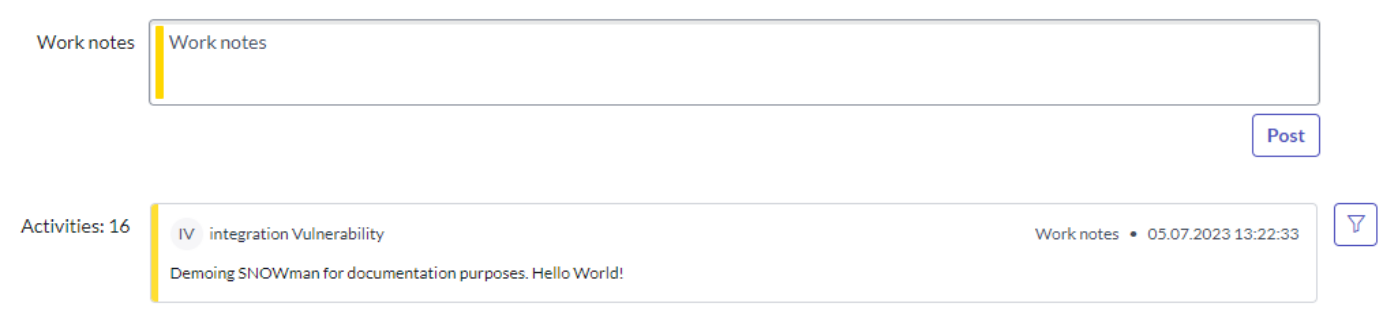 Work notes
Work notes
Post
Activities: 16
IV integration Vulnerability
Work notes • 05.07.2023 13:22:33
Demoing SNOWman for documentation purposes. Hello World!